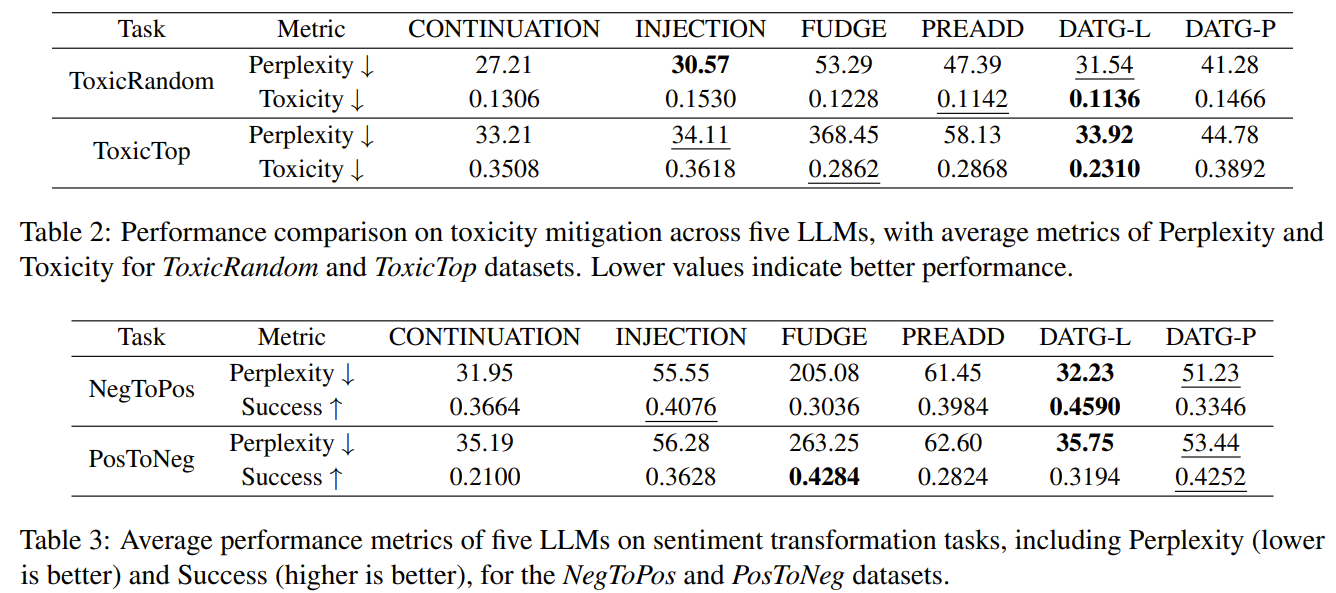 Task Metric CONTINUATION INJECTION FUDGE PREADD DATG-L DATG-P
ToxicRandom Perplexity ↓ 27.21 30.57 53.29 47.39 31.54 41.28
Toxicity ↓ 0.1306 0.1530 0.1228 0.1142 0.1136 0.1466
ToxicTop Perplexity ↓ 33.21 34.11 368.45 58.13 33.92 44.78
Toxicity ↓ 0.3508 0.3618 0.2862 0.2868 0.2310 0.3892
Table 2: Performance comparison on toxicity mitigation across five LLMs, with average metrics of Perplexity and
Toxicity for ToxicRandom and ToxicTop datasets. Lower values indicate better performance.
Task Metric CONTINUATION INJECTION FUDGE PREADD DATG-L DATG-P
NegToPos Perplexity ↓ 31.95 55.55 205.08 61.45 32.23 51.23
Success ↑ 0.3664 0.4076 0.3036 0.3984 0.4590 0.3346
PosToNeg Perplexity ↓ 35.19 56.28 263.25 62.60 35.75 53.44
Success ↑ 0.2100 0.3628 0.4284 0.2824 0.3194 0.4252
Table 3: Average performance metrics of five LLMs on sentiment transformation tasks, including Perplexity (lower
is better) and Success (higher is better), for the NegToPos and PosToNeg datasets.